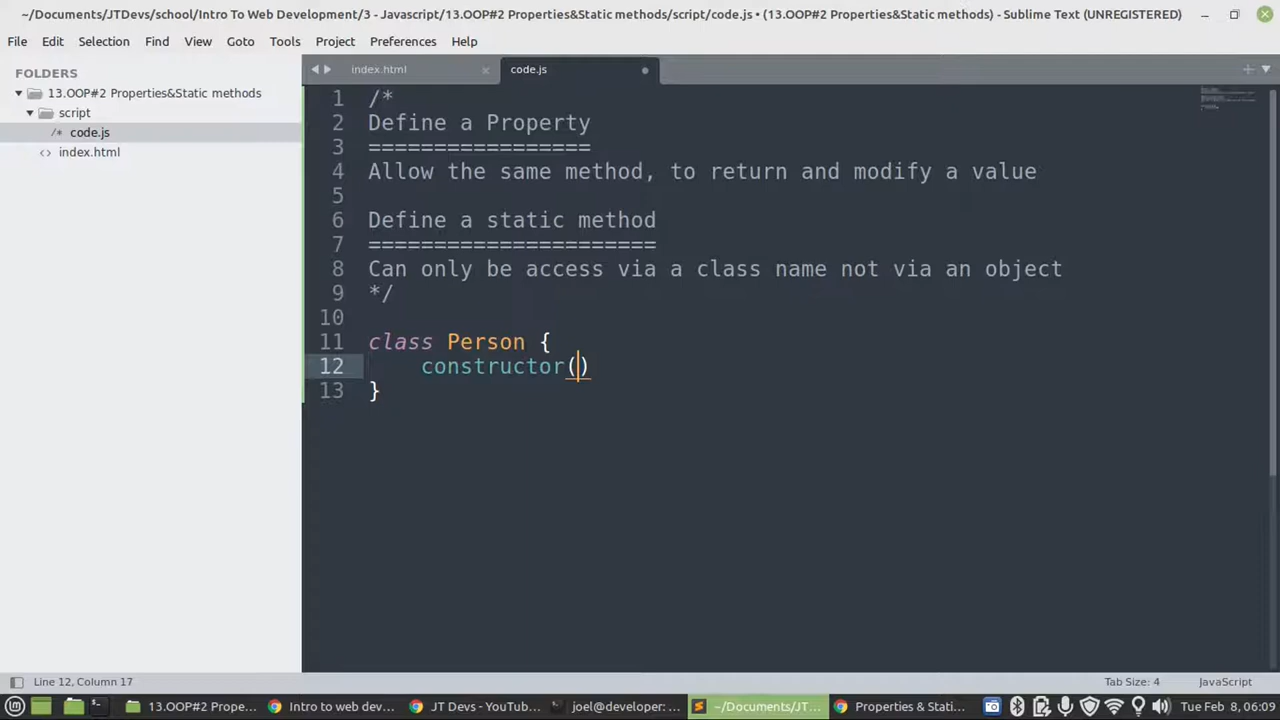 ~/Documents/JTDevs/school/Intro To Web Development/3 - Javascript/13.OOP#2 Properties&Static methods/script/code.js • (13.OOP#2 Properties&Static methods) - Sublime Text (UNREGISTERED)
File Edit Selection Find View Goto Tools Project Preferences Help
FOLDERS
13.OOP#2 Properties&Static methods
script
/* code.js
<> index.html
index.html
code.js
1 /*
2 Define a Property
3 =================
4 Allow the same method, to return and modify a value
5
6 Define a static method
7 ======================
8 Can only be access via a class name not via an object
9 */
10
11 class Person {
12 constructor()
13 }
Line 12, Column 17
Tab Size: 4
JavaScript
13.OOP#2 Prope...
Intro to web dev...
JT Devs - YouTub...
joel@developer: ...
~/Documents/JT...
Properties & Stati...
Tue Feb 8, 06:09